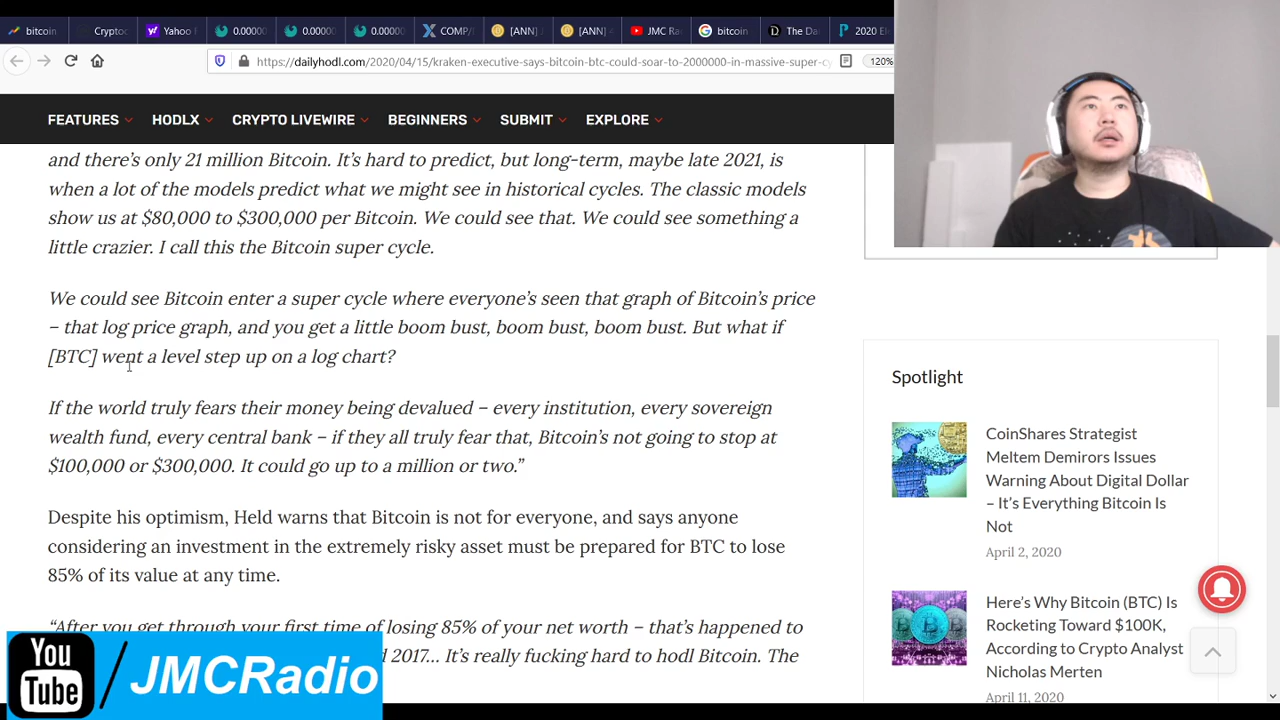 bitcoin
Cryptoc
Yahoo
0.00000
0.00000
0.00000
COMP/
[ANN]
[ANN]
JMC Ra
bitcoin
The Da
2020 El
https://www.dailyhodl.com/2020/04/15/kraken-executive-says-bitcoin-btc-could-soar-to-2000000-in-massive-super-cy
120%
FEATURES
HODLX
CRYPTO LIVEWIRE
BEGINNERS
SUBMIT
EXPLORE
and there's only 21 million Bitcoin. It's hard to predict, but long-term, maybe late 2021, is
when a lot of the models predict what we might see in historical cycles. The classic models
show us at $80,000 to $300,000 per Bitcoin. We could see that. We could see something a
little crazier. I call this the Bitcoin super cycle.
We could see Bitcoin enter a super cycle where everyone's seen that graph of Bitcoin's price
– that log price graph, and you get a little boom bust, boom bust, boom bust. But what if
[BTC] went a level step up on a log chart?
If the world truly fears their money being devalued – every institution, every sovereign
wealth fund, every central bank – if they all truly fear that, Bitcoin's not going to stop at
$100,000 or $300,000. It could go up to a million or two."
Despite his optimism, Held warns that Bitcoin is not for everyone, and says anyone
considering an investment in the extremely risky asset must be prepared for BTC to lose
85% of its value at any time.
"After you get through your first time of losing 85% of your net worth – that's happened to
d 2017… It's really fucking hard to hodl Bitcoin. The
Spotlight
CoinShares Strategist
Meltem Demirors Issues
Warning About Digital Dollar
– It's Everything Bitcoin Is
Not
April 2, 2020
Here's Why Bitcoin (BTC) Is
Rocketing Toward $100K,
According to Crypto Analyst
Nicholas Merten
April 11, 2020
You
Tube
/JMCRadio